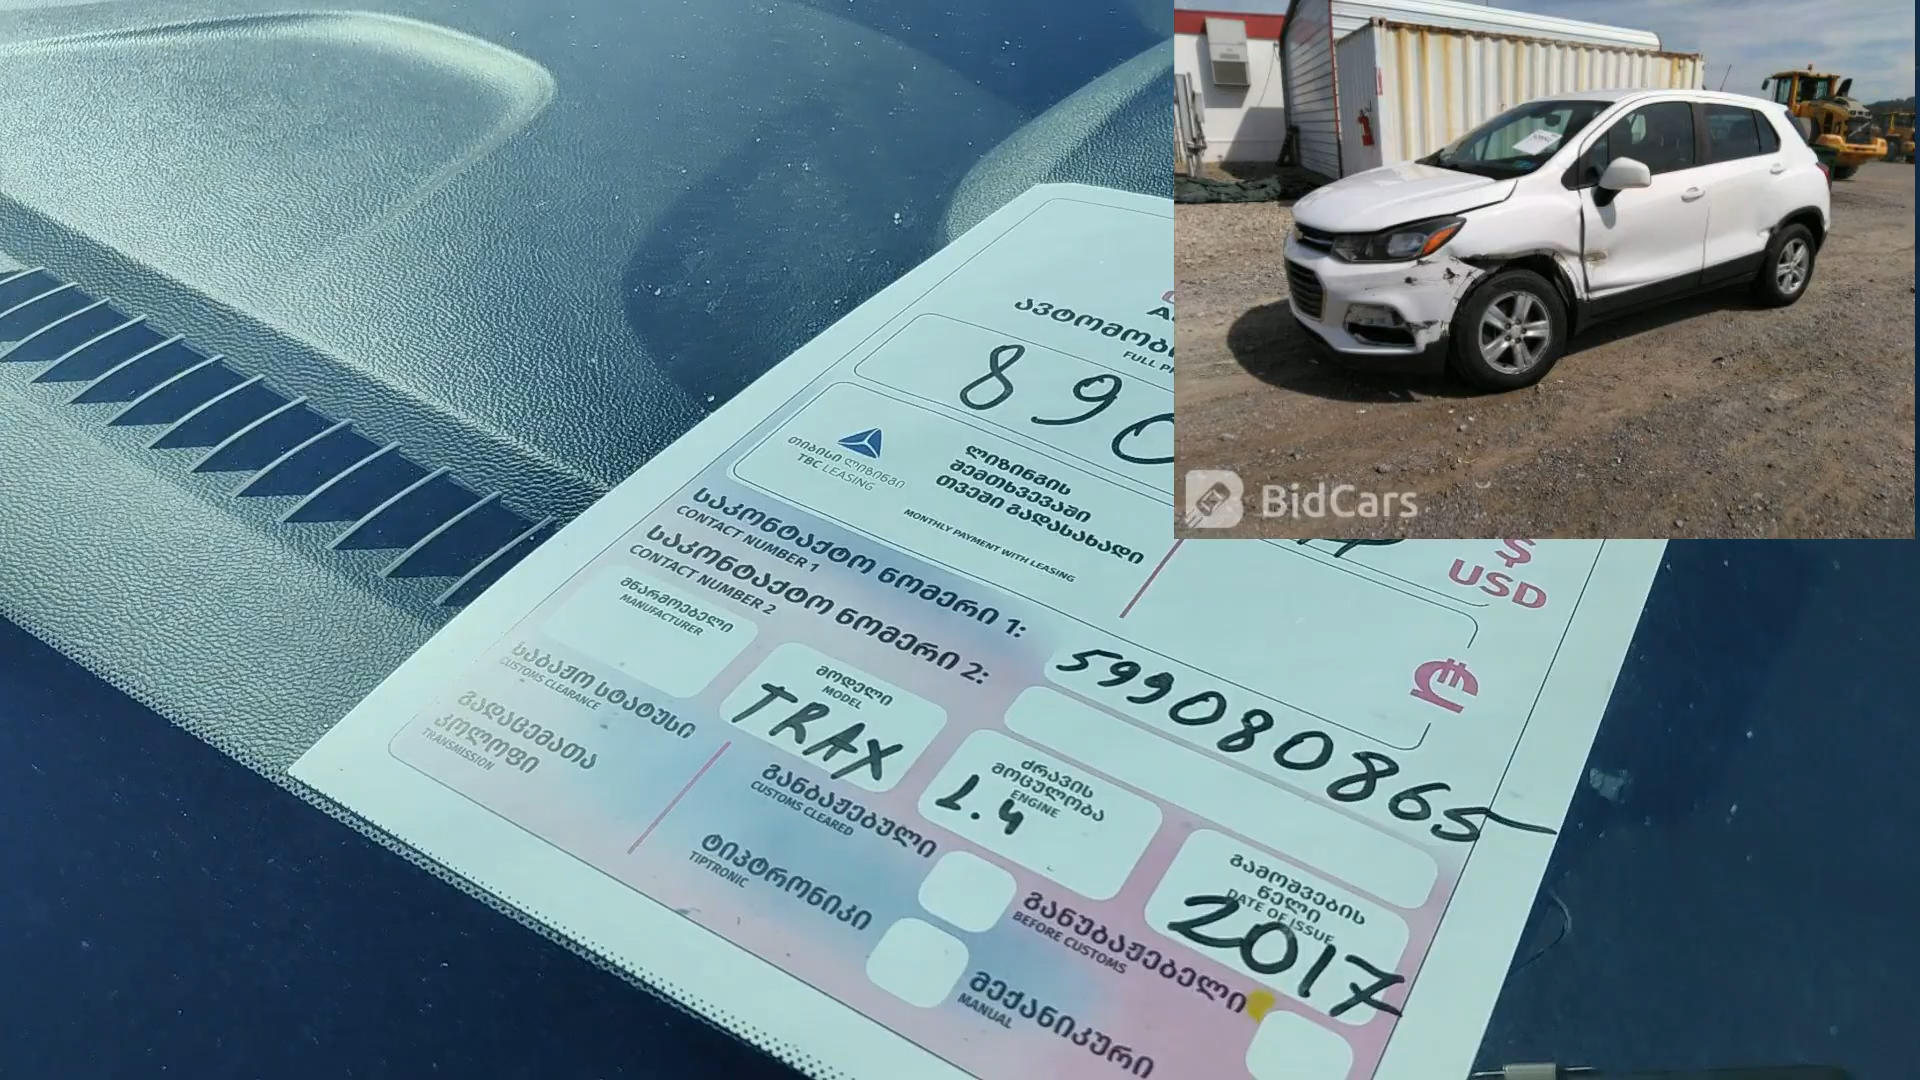 BidCars
FULL
890
თიბისი ლიზინგი
TBC LEASING
ლიზინგის
შემთხვევაში
თვეში გადასახადი
MONTHLY PAYMENT WITH LEASING
$
USD
₾
საკონტაქტო ნომერი 1:
CONTACT NUMBER 1
599080865
საკონტაქტო ნომერი 2:
CONTACT NUMBER 2
მწარმოებელი
MANUFACTURER
მოდელი
MODEL
TRAX
ძრავის
მოცულობა
ENGINE
1.4
გამოშვების
წელი
DATE OF ISSUE
2017
საბაჟო სტატუსი
CUSTOMS CLEARANCE
განბაჟებული
CUSTOMS CLEARED
განუბაჟებელი
BEFORE CUSTOMS
გადაცემათა
კოლოფი
TRANSMISSION
ტიპტრონიკი
TIPTRONIC
მექანიკური
MANUAL